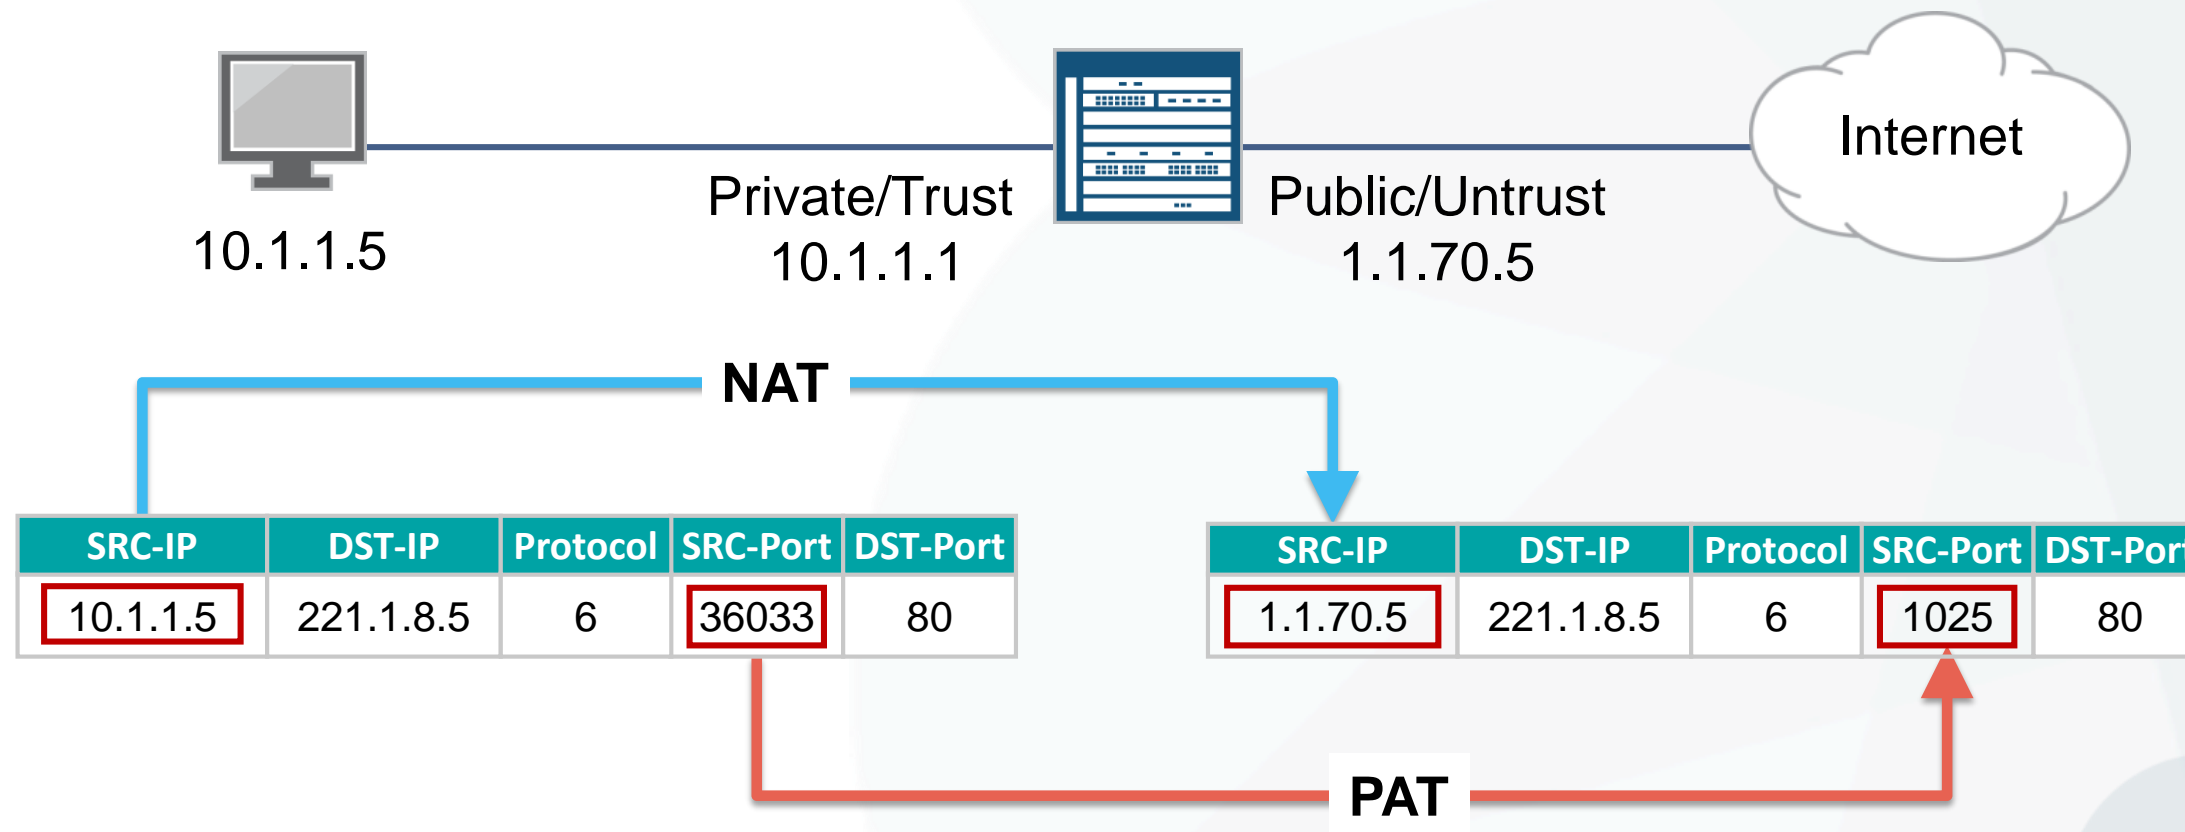 Internet
Private/Trust
10.1.1.1
Public/Untrust
1.1.70.5
10.1.1.5
NAT
SRC-IP DST-IP Protocol SRC-Port DST-Port
10.1.1.5 221.1.8.5 6 36033 80
SRC-IP DST-IP Protocol SRC-Port DST-Port
1.1.70.5 221.1.8.5 6 1025 80
PAT